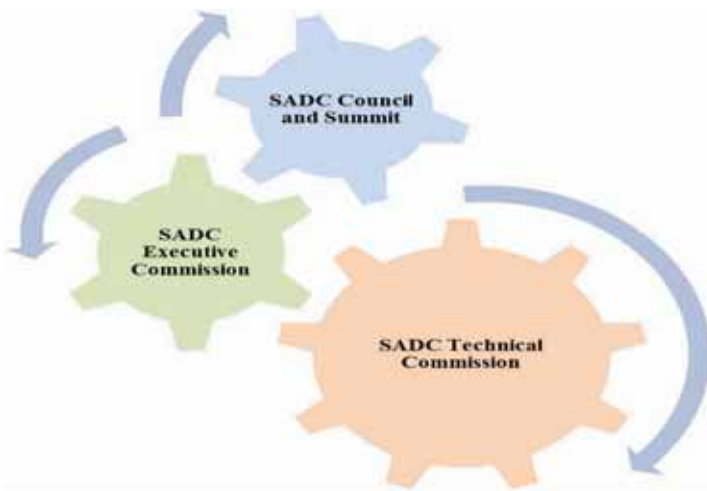 SADC Council
and Summit
SADC
Executive
Commission
SADC Technical
Commission